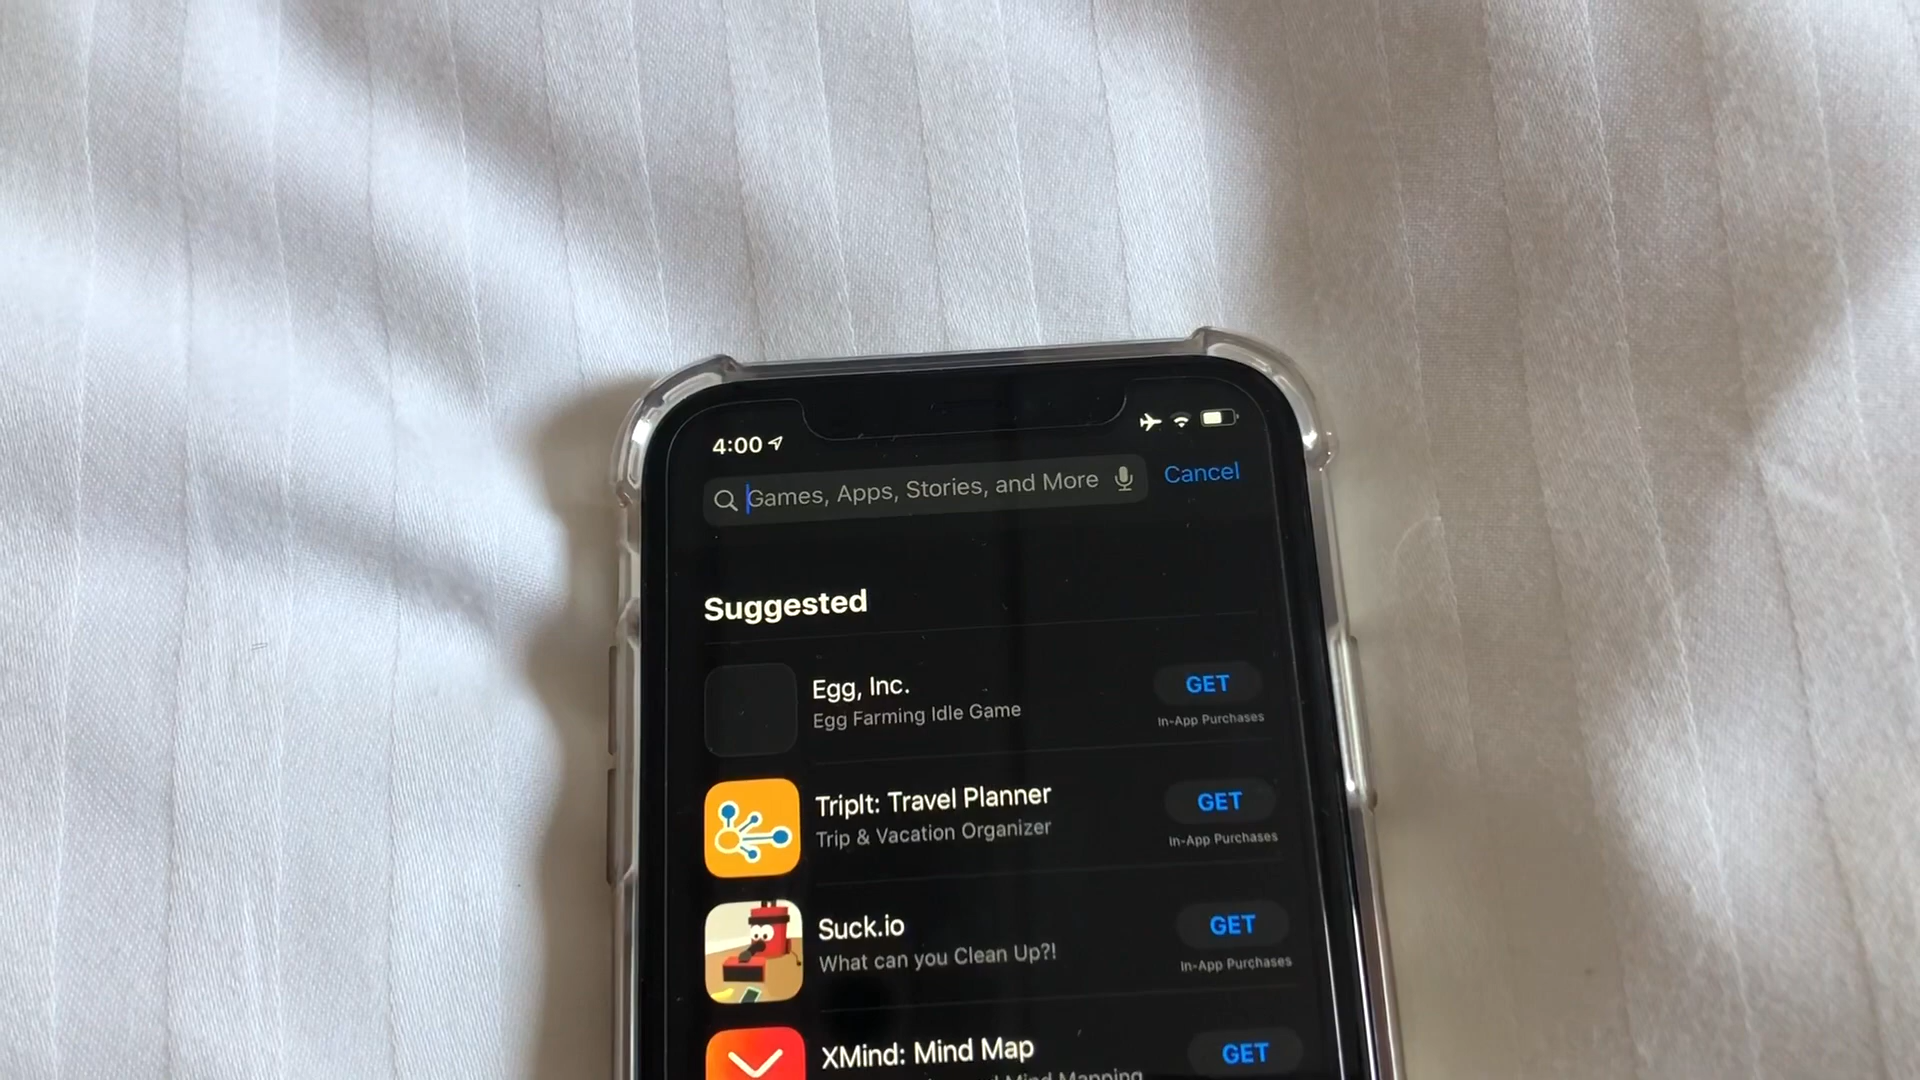 4:00
Games, Apps, Stories, and More
Cancel
Suggested
Egg, Inc.
Egg Farming Idle Game
GET
In-App Purchases
TripIt: Travel Planner
Trip & Vacation Organizer
GET
In-App Purchases
Suck.io
What can you Clean Up?!
GET
In-App Purchases
XMind: Mind Map
GET
Mind Mapping